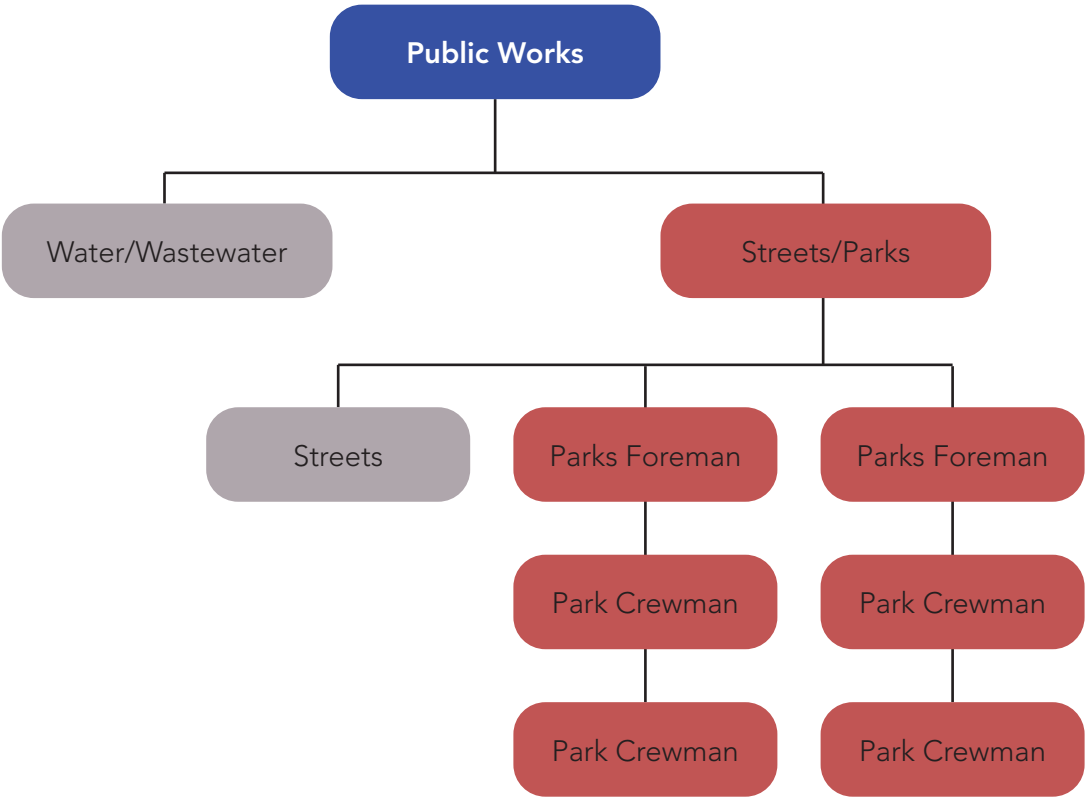 Public Works
Water/Wastewater
Streets/Parks
Streets
Parks Foreman
Parks Foreman
Park Crewman
Park Crewman
Park Crewman
Park Crewman